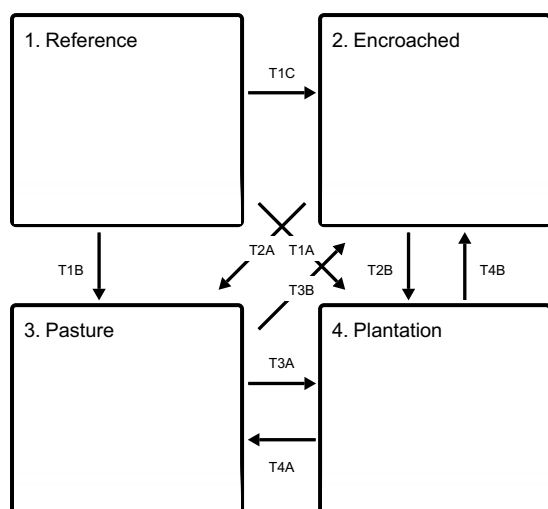 1. Reference
2. Encroached
T1C
T2A
T1A
T1B
T2B
T4B
T3B
3. Pasture
4. Plantation
T3A
T4A